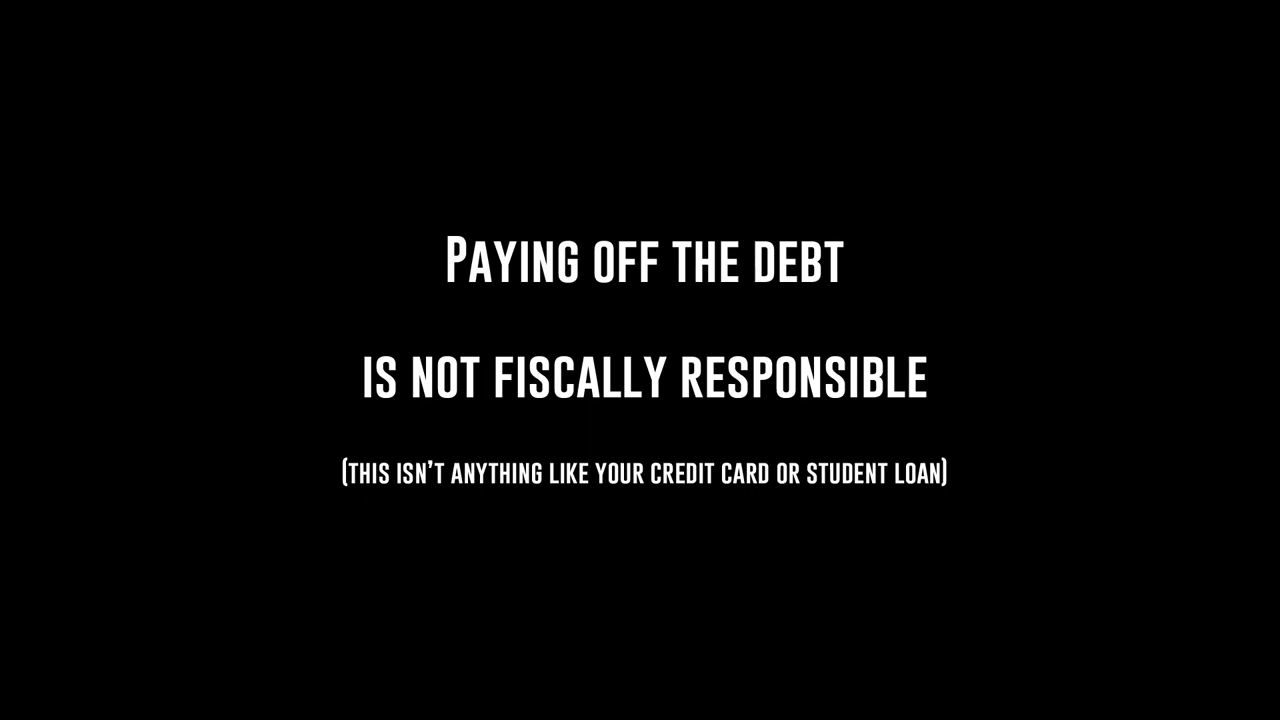 Paying off the debt
is not fiscally responsible
(this isn't anything like your credit card or student loan)